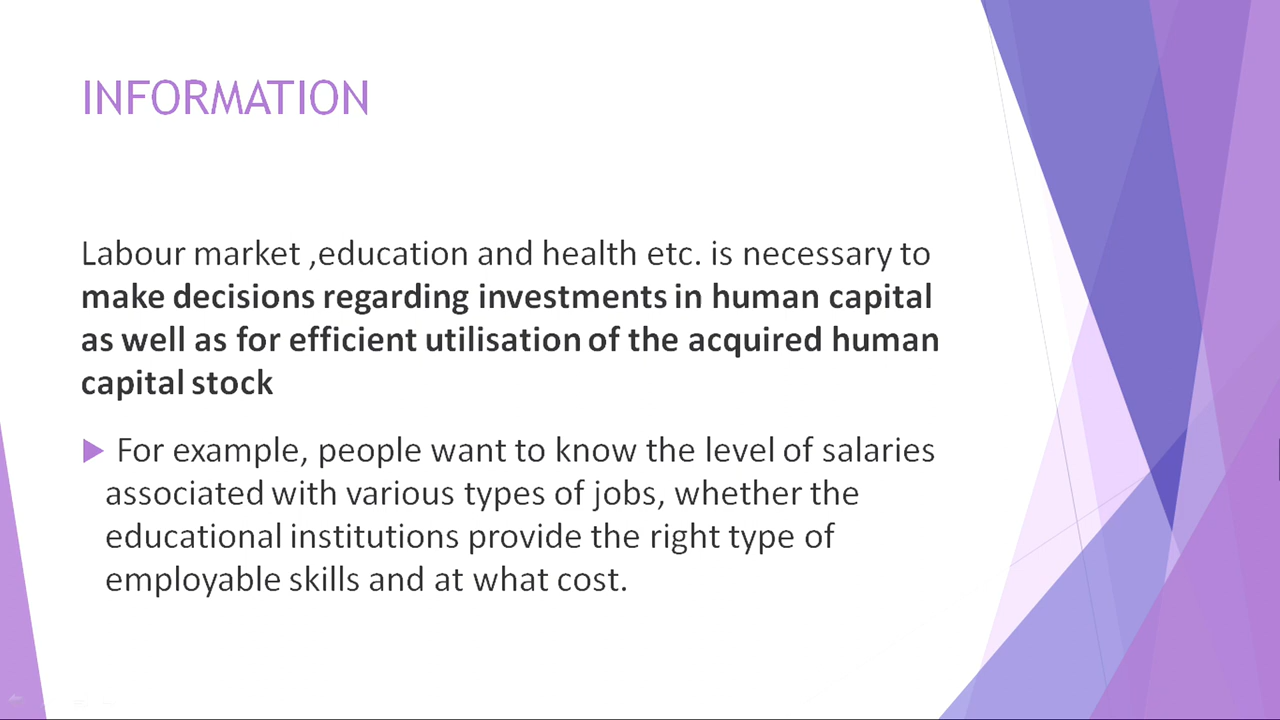 INFORMATION
Labour market ,education and health etc. is necessary to
make decisions regarding investments in human capital
as well as for efficient utilisation of the acquired human
capital stock
For example, people want to know the level of salaries
associated with various types of jobs, whether the
educational institutions provide the right type of
employable skills and at what cost.